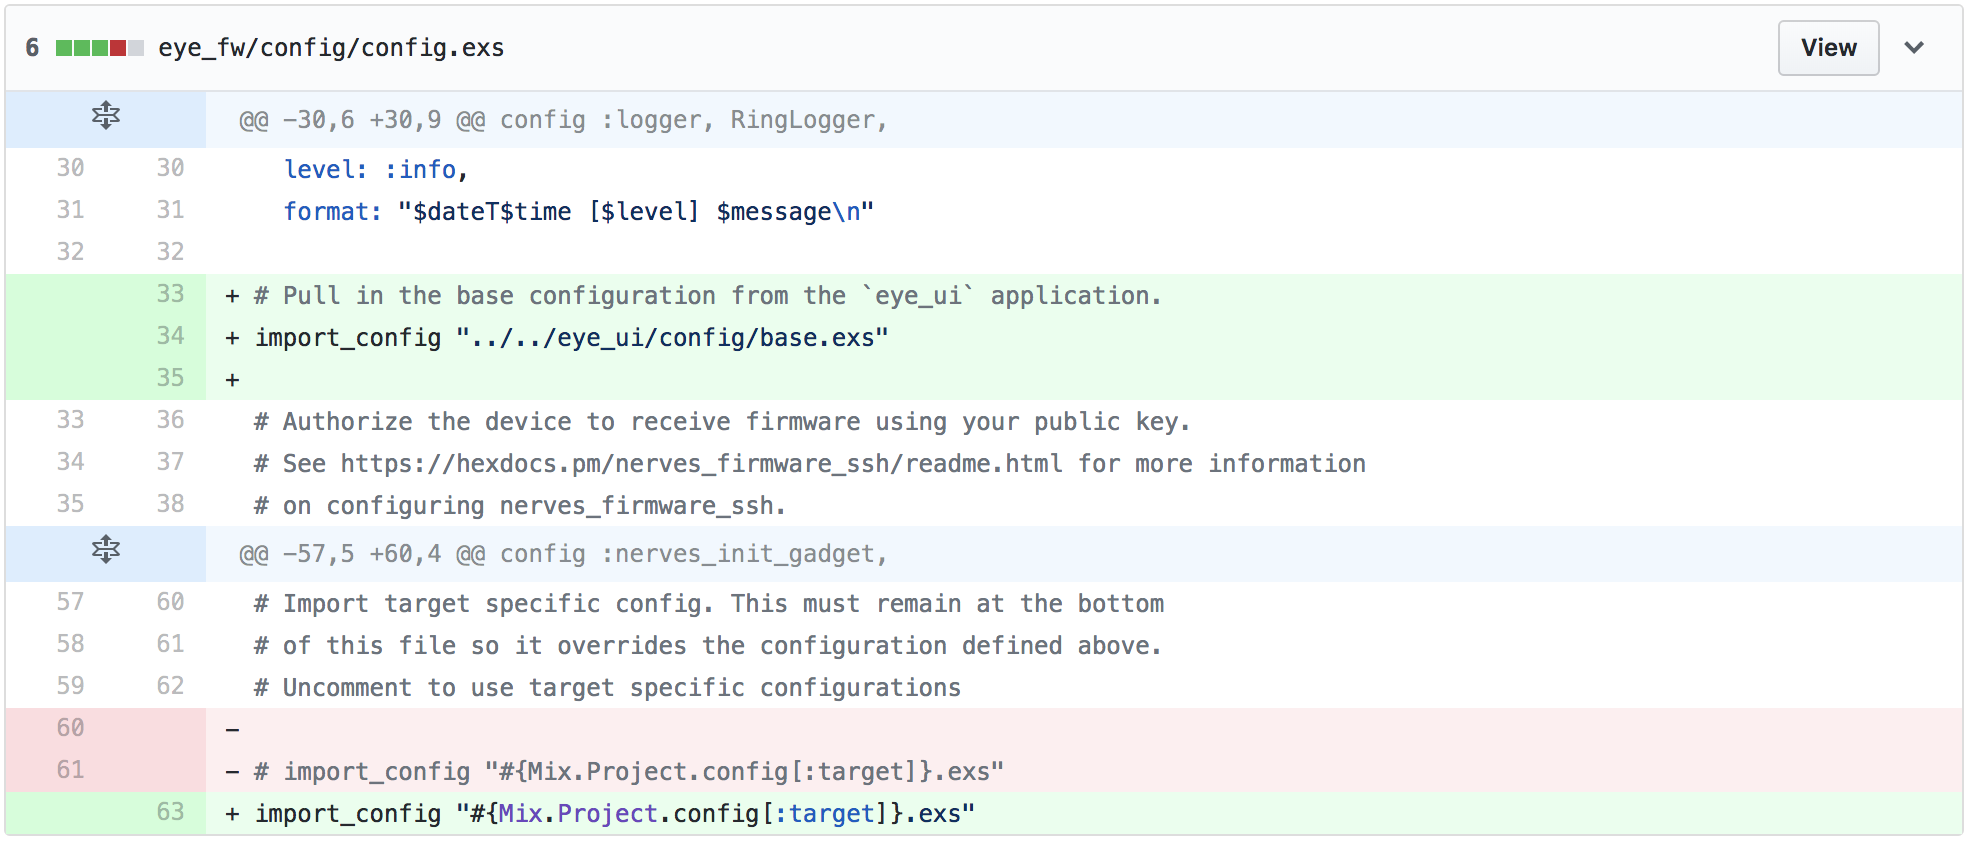 6 eye_fw/config/config.exs View
@@ -30,6 +30,9 @@ config :logger, RingLogger,
30 30 level: :info,
31 31 format: "$dateT$time [$level] $message\n"
32 32
33 + # Pull in the base configuration from the `eye_ui` application.
34 + import_config "../../eye_ui/config/base.exs"
35 +
33 36 # Authorize the device to receive firmware using your public key.
34 37 # See https://hexdocs.pm/nerves_firmware_ssh/readme.html for more information
35 38 # on configuring nerves_firmware_ssh.
@@ -57,5 +60,4 @@ config :nerves_init_gadget,
57 60 # Import target specific config. This must remain at the bottom
58 61 # of this file so it overrides the configuration defined above.
59 62 # Uncomment to use target specific configurations
60 -
61 - # import_config "#{Mix.Project.config[:target]}.exs"
63 + import_config "#{Mix.Project.config[:target]}.exs"